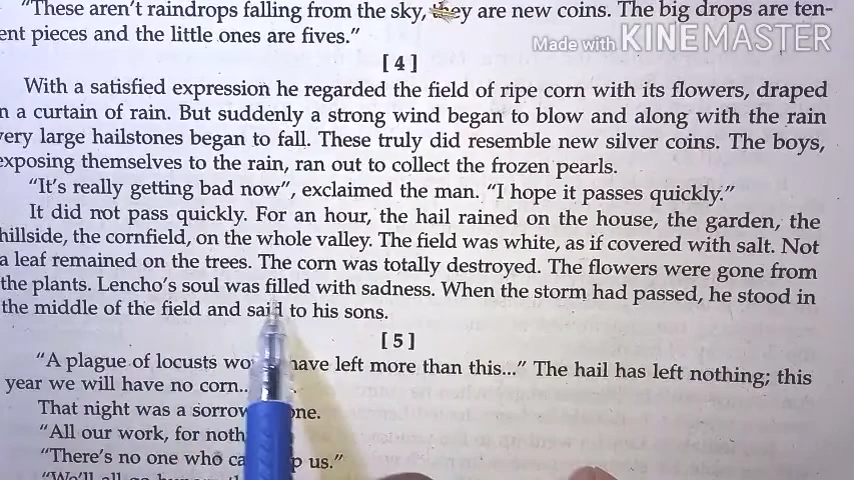 "These aren't raindrops falling from the sky, they are new coins. The big drops are ten-
ent pieces and the little ones are fives."
Made with KINEMASTER
[4]
With a satisfied expression he regarded the field of ripe corn with its flowers, draped
n a curtain of rain. But suddenly a strong wind began to blow and along with the rain
very large hailstones began to fall. These truly did resemble new silver coins. The boys,
exposing themselves to the rain, ran out to collect the frozen pearls.
"It's really getting bad now", exclaimed the man. "I hope it passes quickly."
It did not pass quickly. For an hour, the hail rained on the house, the garden, the
hillside, the cornfield, on the whole valley. The field was white, as if covered with salt. Not
a leaf remained on the trees. The corn was totally destroyed. The flowers were gone from
the plants. Lencho's soul was filled with sadness. When the storm had passed, he stood in
the middle of the field and said to his sons.
[5]
"A plague of locusts wo have left more than this..." The hail has left nothing; this
year we will have no corn..
That night was a sorrow one.
"All our work, for noth
"There's no one who ca p us."
"We'll all go hungry